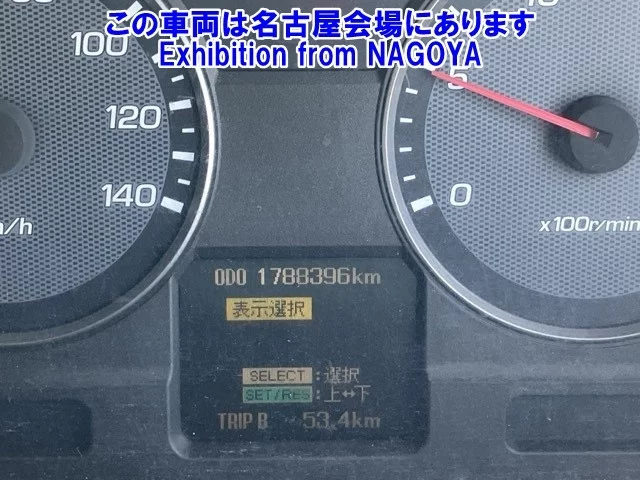 この車両は名古屋会場にあります
Exhibition from NAGOYA
100
120
140
km/h
10
5
0
x100r/min
ODO 1788396km
表示選択
SELECT:選択
SET/RES:上↔下
TRIP B 53.4km